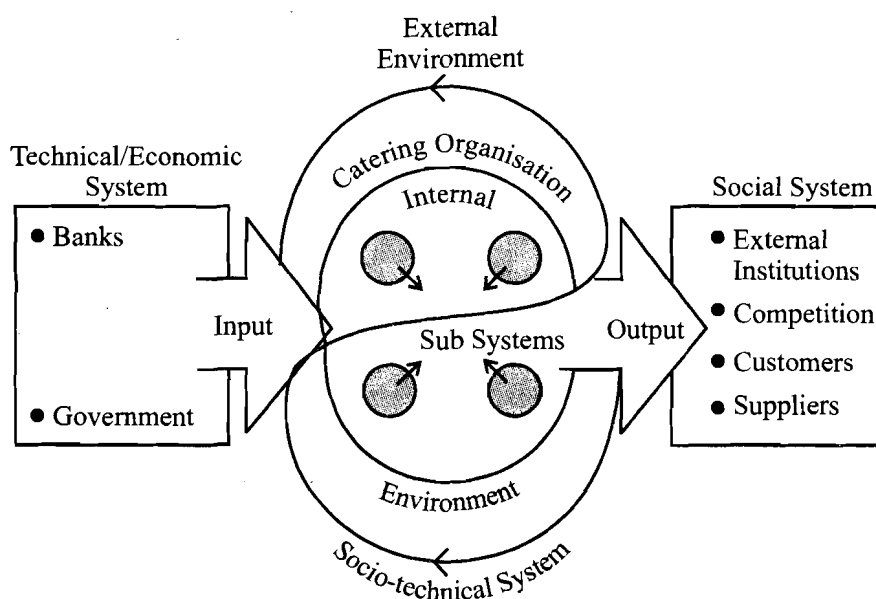 External
Environment
Technical/Economic
System
● Banks
● Government
Input
Catering Organisation
Internal
Sub Systems
Environment
Socio-technical System
Output
Social System
● External
Institutions
● Competition
● Customers
● Suppliers